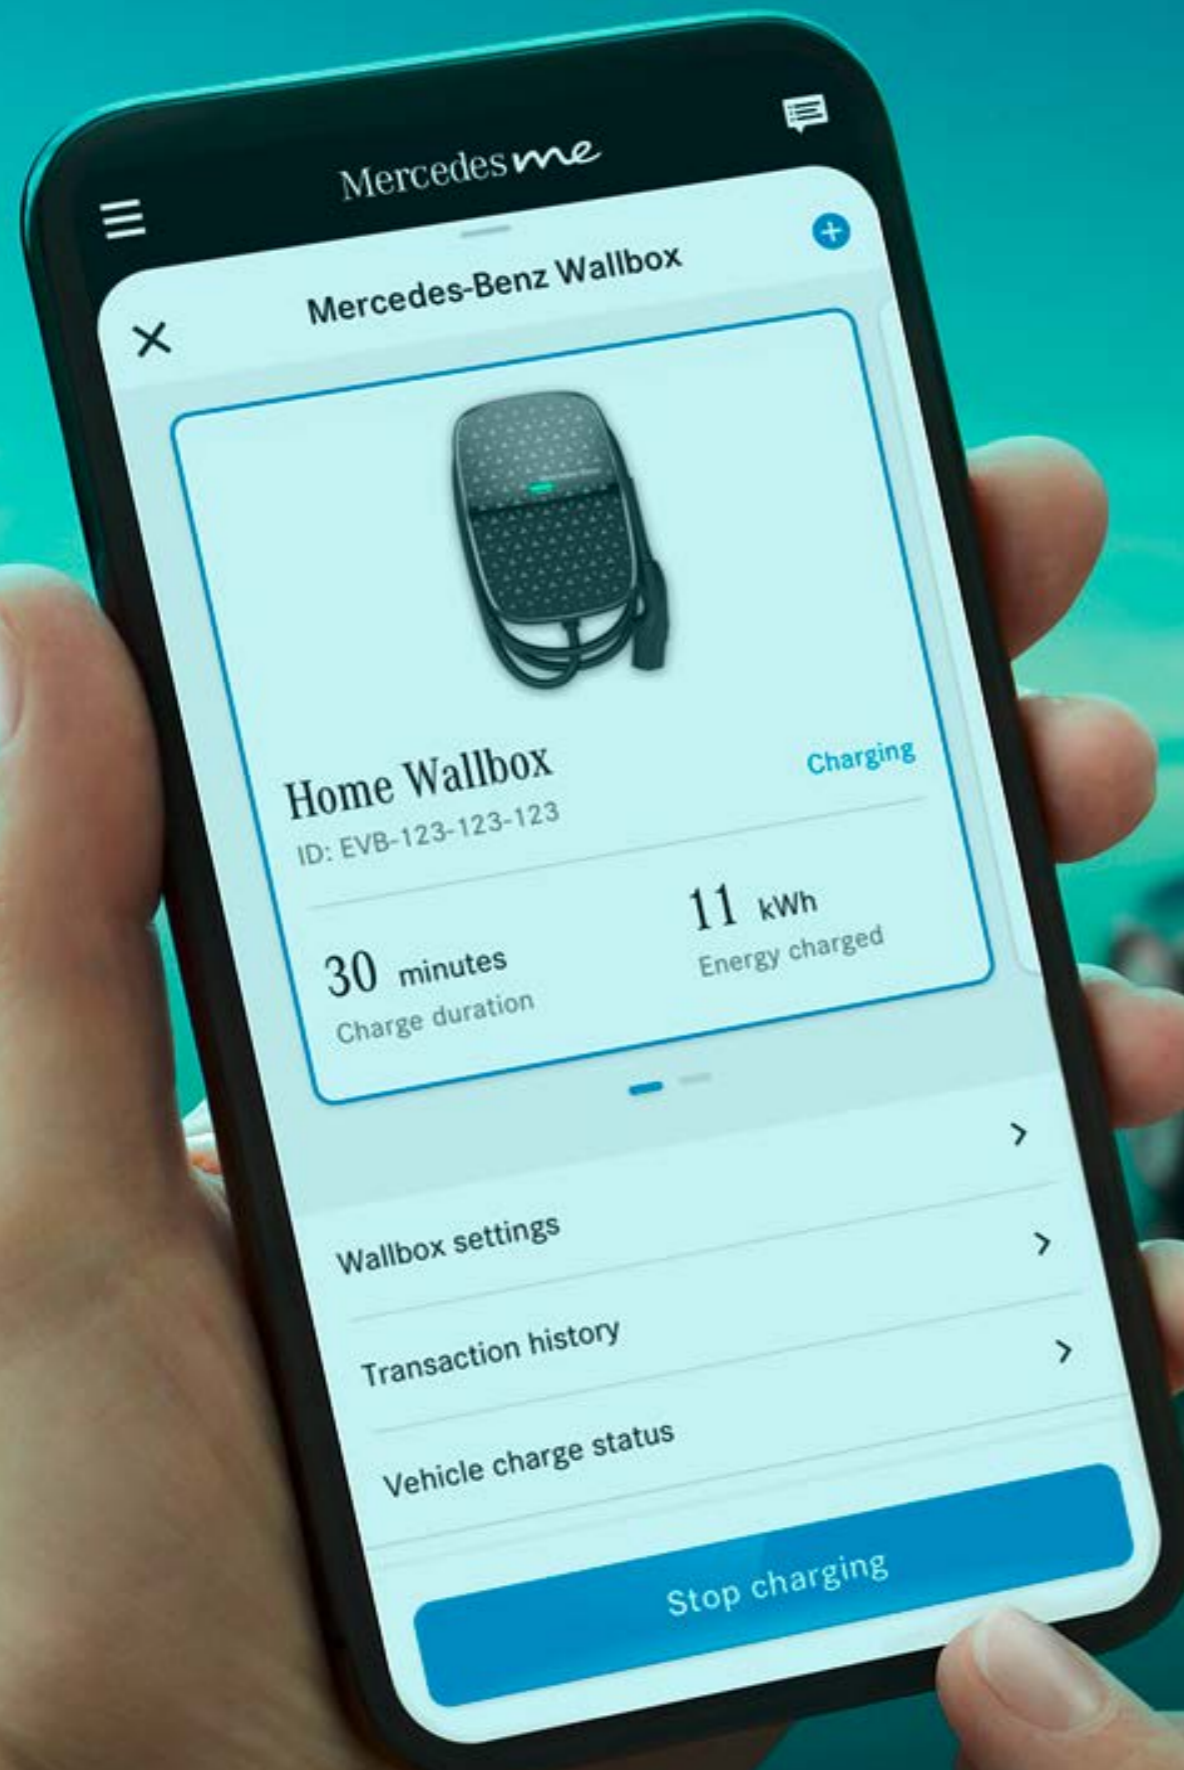 Mercedes me
Mercedes-Benz Wallbox
Home Wallbox
Charging
ID: EVB-123-123-123
30 minutes
11 kWh
Charge duration
Energy charged
Wallbox settings
Transaction history
Vehicle charge status
Stop charging